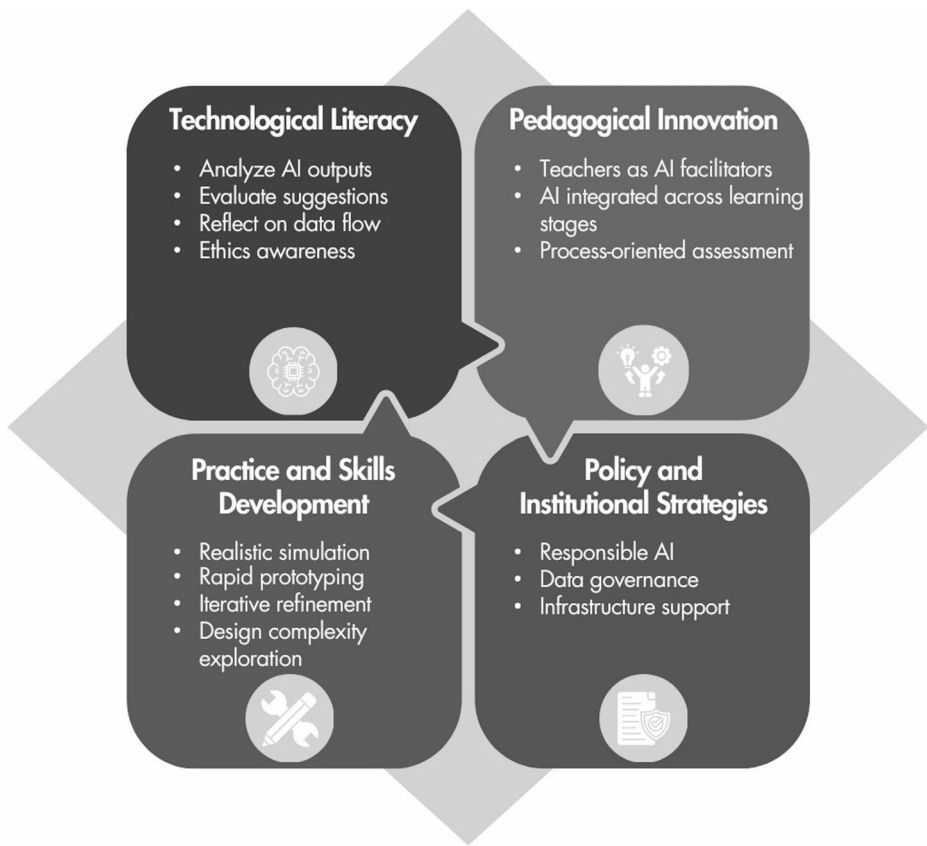 Technological Literacy
• Analyze AI outputs
• Evaluate suggestions
• Reflect on data flow
• Ethics awareness
Pedagogical Innovation
• Teachers as AI facilitators
• AI integrated across learning
stages
• Process-oriented assessment
Practice and Skills
Development
• Realistic simulation
• Rapid prototyping
• Iterative refinement
• Design complexity
exploration
Policy and
Institutional Strategies
• Responsible AI
• Data governance
• Infrastructure support